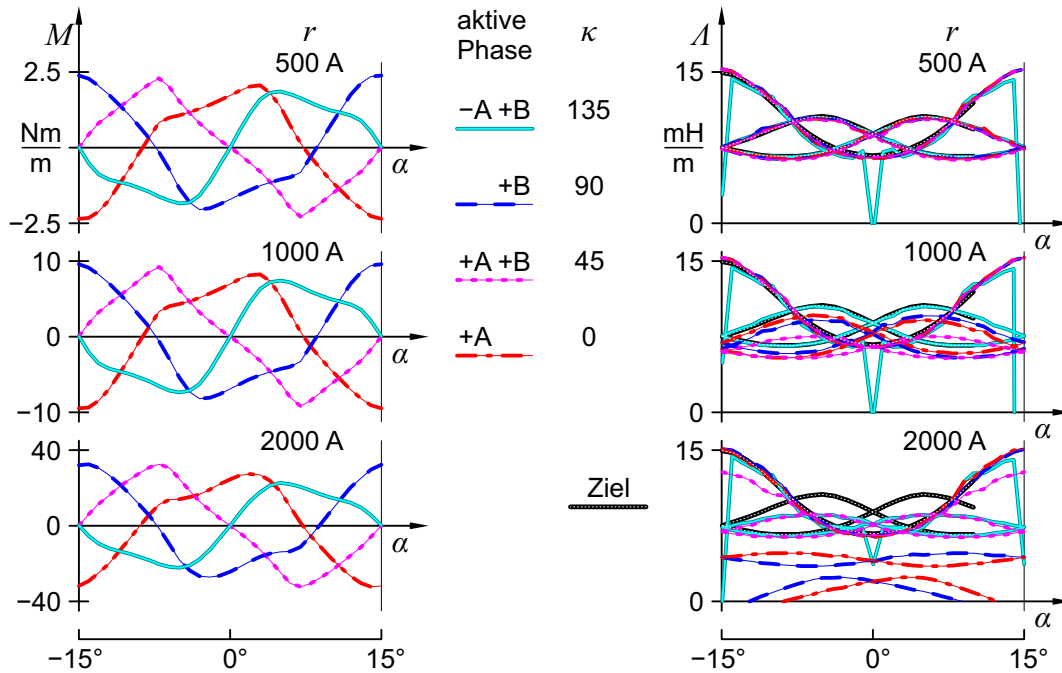 M r aktive κ Λ r
500 A Phase 500 A
2.5 15
−A +B 135
Nm mH
m α m
+B 90
−2.5 0 α
1000 A +A +B 45 1000 A
10 15
0 α +A 0
−10 0 α
2000 A 2000 A
40 15
Ziel
0 α
−40 0 α
−15° 0° 15° −15° 0° 15°